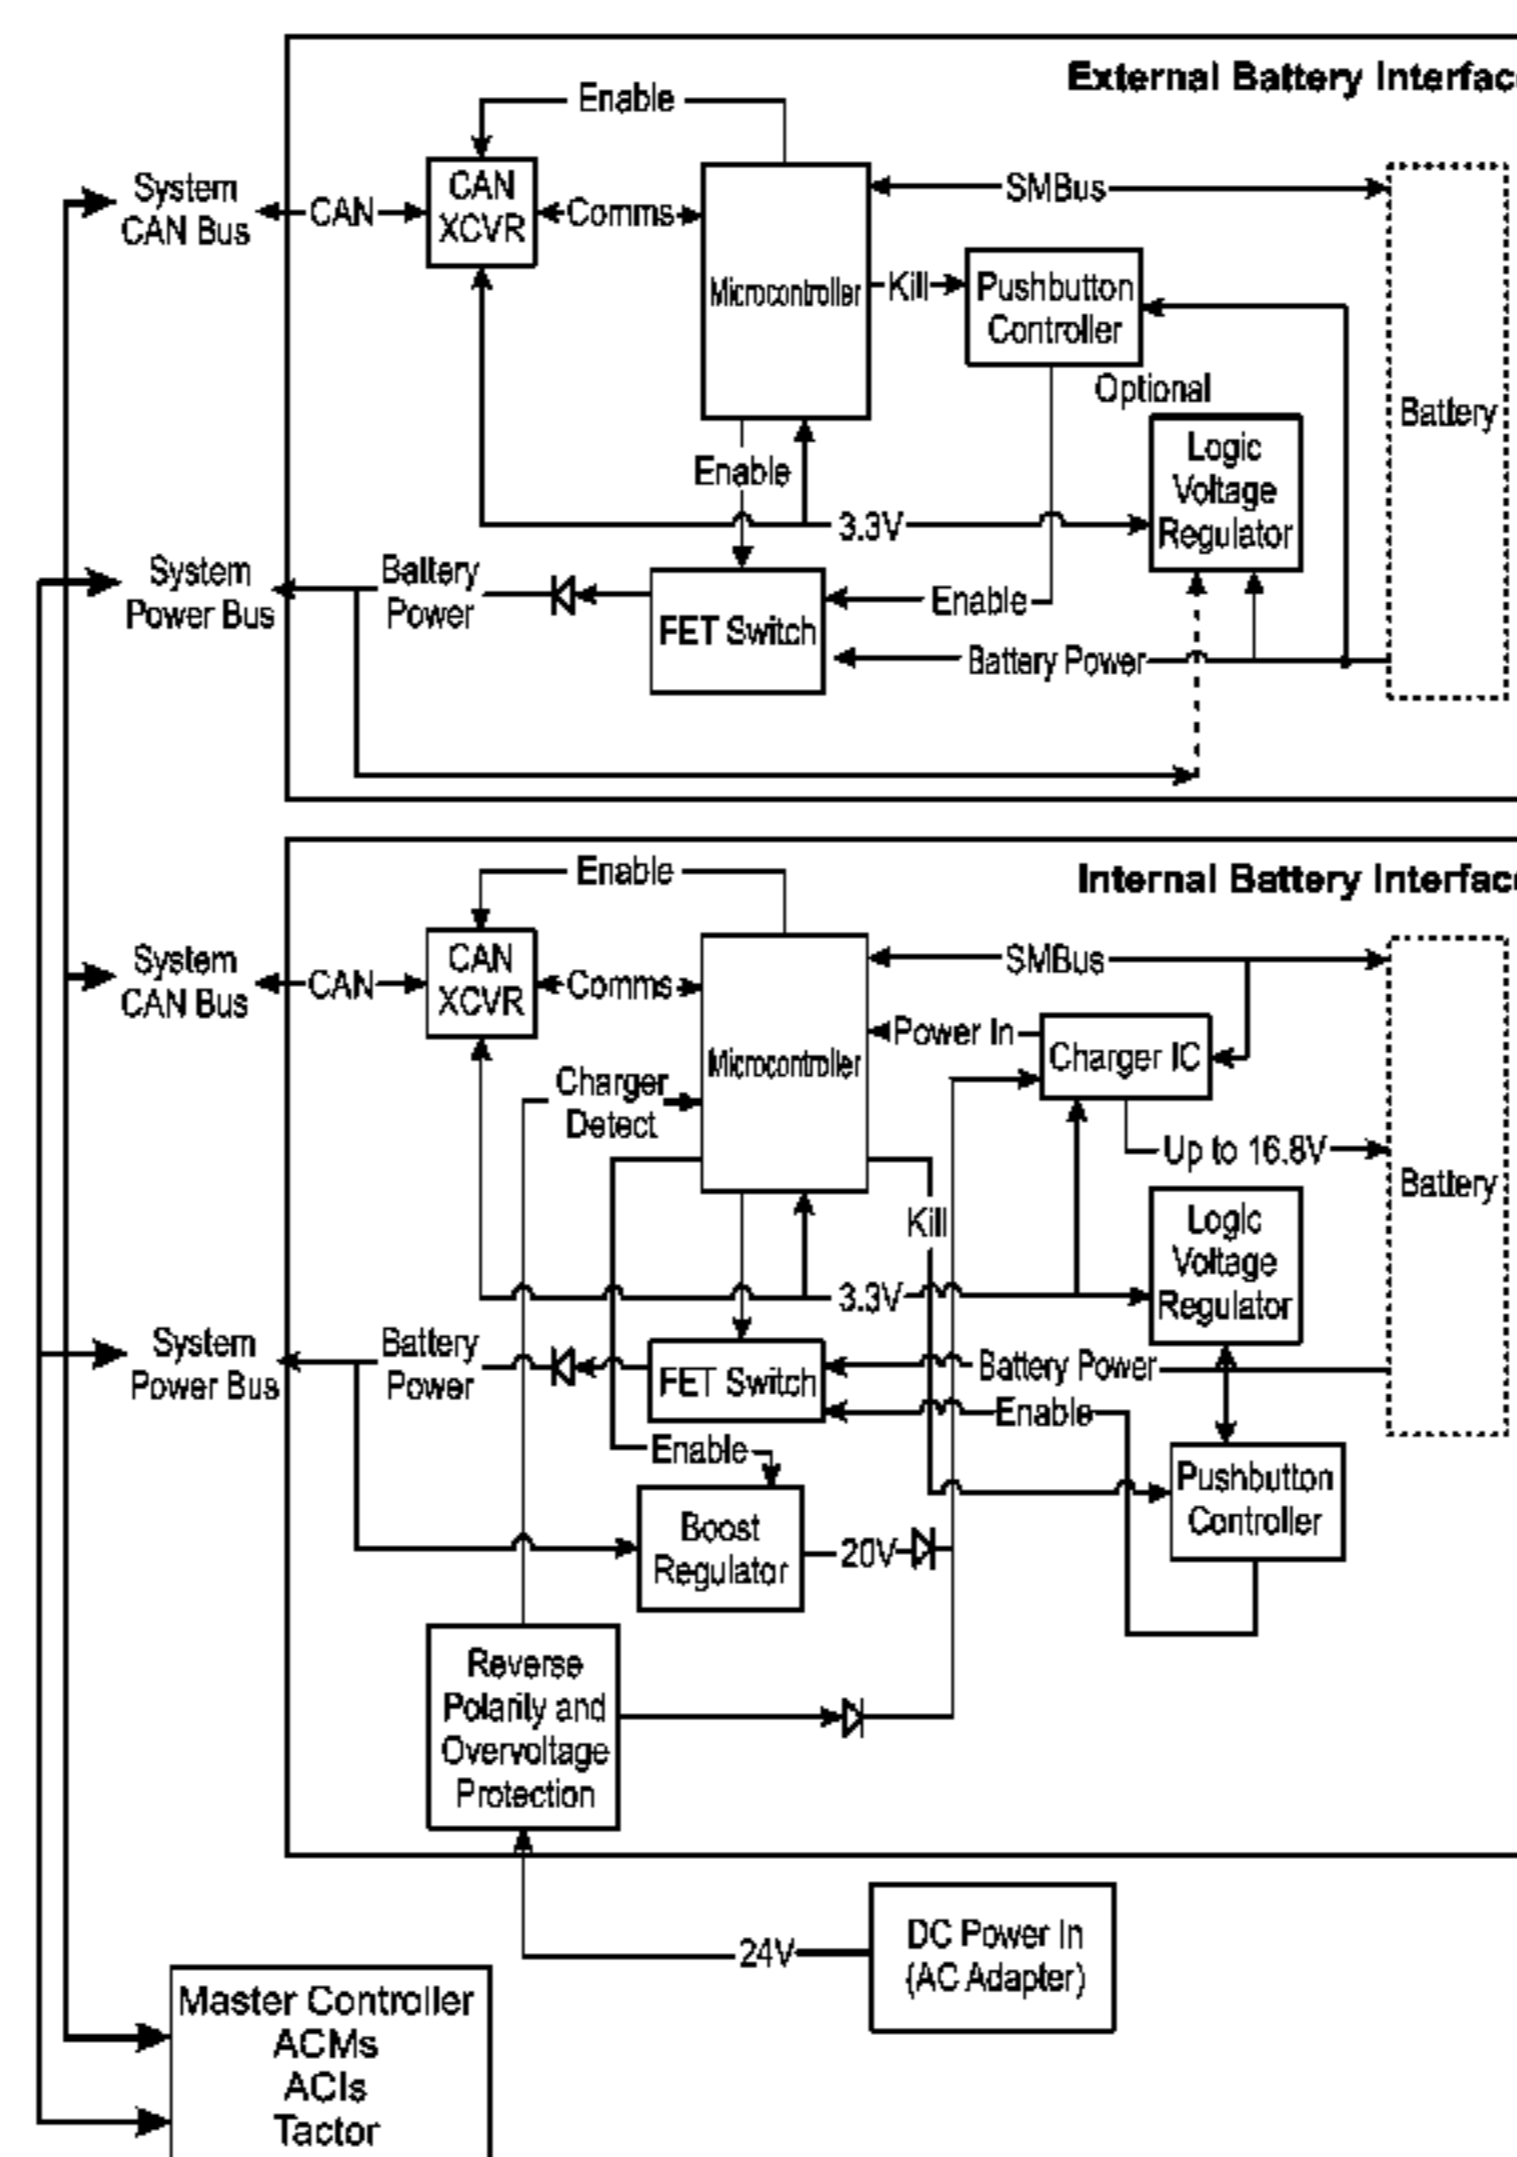 External Battery Interfac
Enable
System
CAN Bus
CAN
CAN
XCVR
Comms
Microcontroller
SMBus
Kill
Pushbutton
Controller
Optional
Battery
Logic
Voltage
Regulator
Enable
3.3V
System
Power Bus
Battery
Power
FET Switch
Enable
Battery Power
Internal Battery Interfac
Enable
System
CAN Bus
CAN
CAN
XCVR
Comms
Microcontroller
SMBus
Power In
Charger IC
Charger
Detect
Up to 16.8V
Battery
Kill
Logic
Voltage
Regulator
3.3V
System
Power Bus
Battery
Power
FET Switch
Battery Power
Enable
Enable
Pushbutton
Controller
Boost
Regulator
20V
Reverse
Polarity and
Overvoltage
Protection
24V
DC Power In
(AC Adapter)
Master Controller
ACMs
ACIs
Tactor